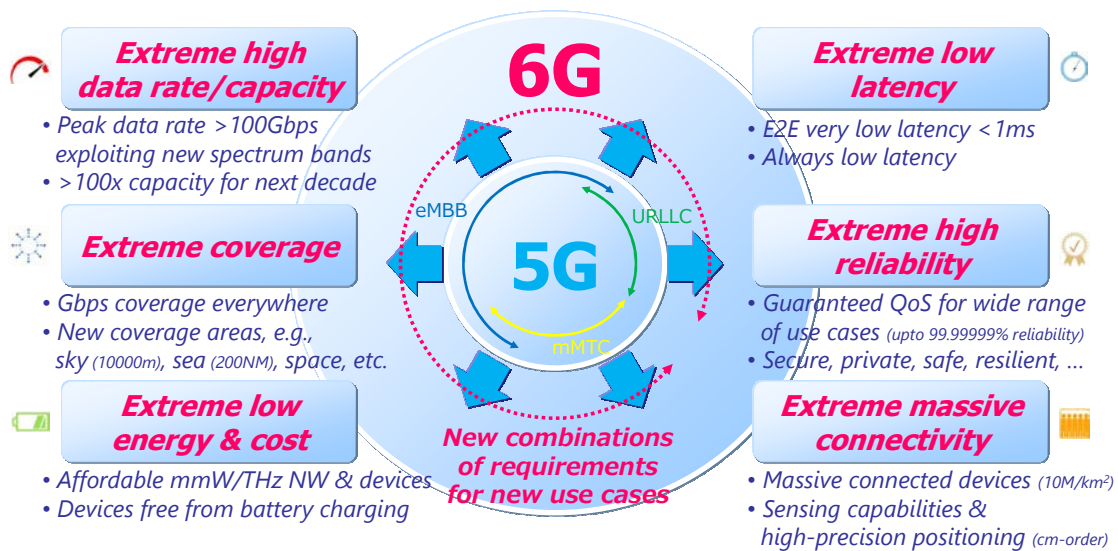 6G
Extreme high
data rate/capacity
• Peak data rate >100Gbps
exploiting new spectrum bands
• >100x capacity for next decade
Extreme coverage
• Gbps coverage everywhere
• New coverage areas, e.g.,
sky (10000m), sea (200NM), space, etc.
Extreme low
energy & cost
• Affordable mmW/THz NW & devices
• Devices free from battery charging
eMBB
URLLC
5G
mMTC
New combinations
of requirements
for new use cases
Extreme low
latency
• E2E very low latency <1ms
• Always low latency
Extreme high
reliability
• Guaranteed QoS for wide range
of use cases (upto 99.99999% reliability)
• Secure, private, safe, resilient, ...
Extreme massive
connectivity
• Massive connected devices (10M/km²)
• Sensing capabilities &
high-precision positioning (cm-order)